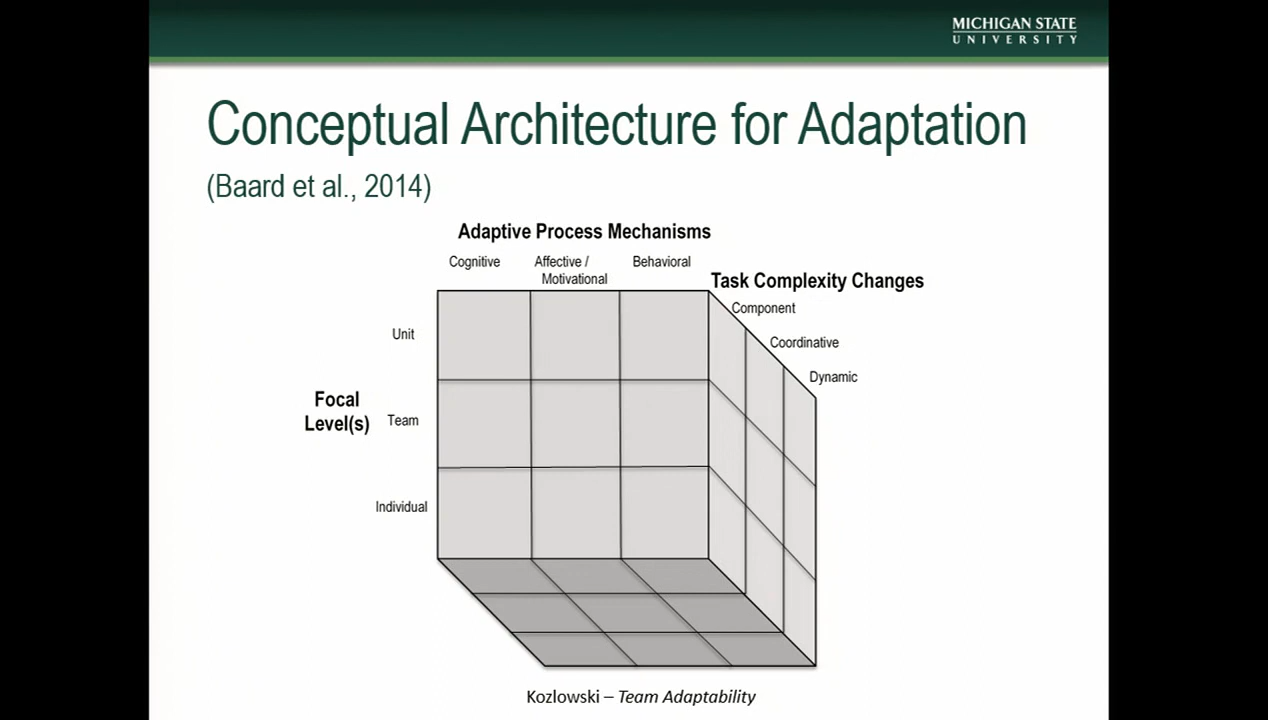 MICHIGAN STATE
UNIVERSITY
Conceptual Architecture for Adaptation
(Baard et al., 2014)
Adaptive Process Mechanisms
Cognitive
Affective /
Motivational
Behavioral
Task Complexity Changes
Component
Coordinative
Dynamic
Unit
Focal
Level(s)
Team
Individual
Kozlowski – Team Adaptability